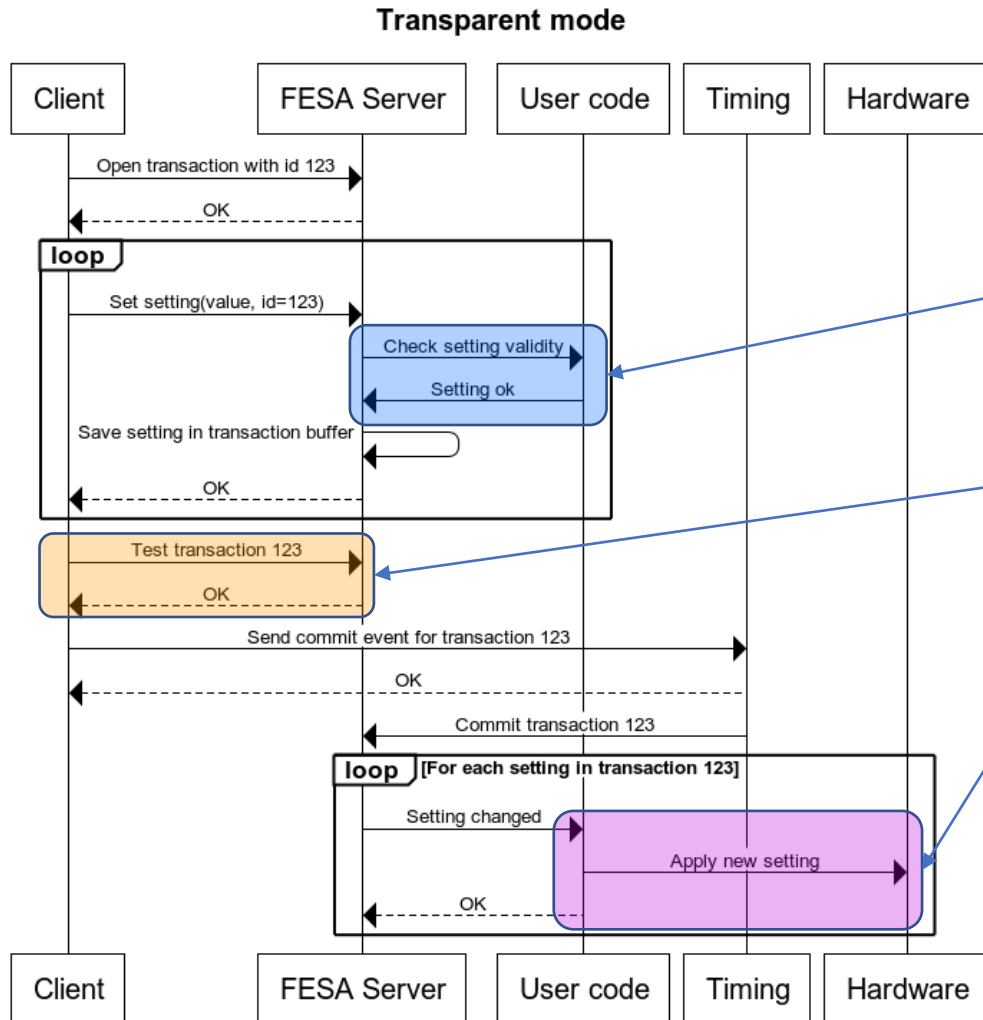 Transparent mode
Client
FESA Server
User code
Timing
Hardware
Open transaction with id 123
OK
loop
Set setting(value, id=123)
Check setting validity
Setting ok
Save setting in transaction buffer
OK
Test transaction 123
OK
Send commit event for transaction 123
OK
Commit transaction 123
loop [For each setting in transaction 123]
Setting changed
Apply new setting
OK
Client
FESA Server
User code
Timing
Hardware